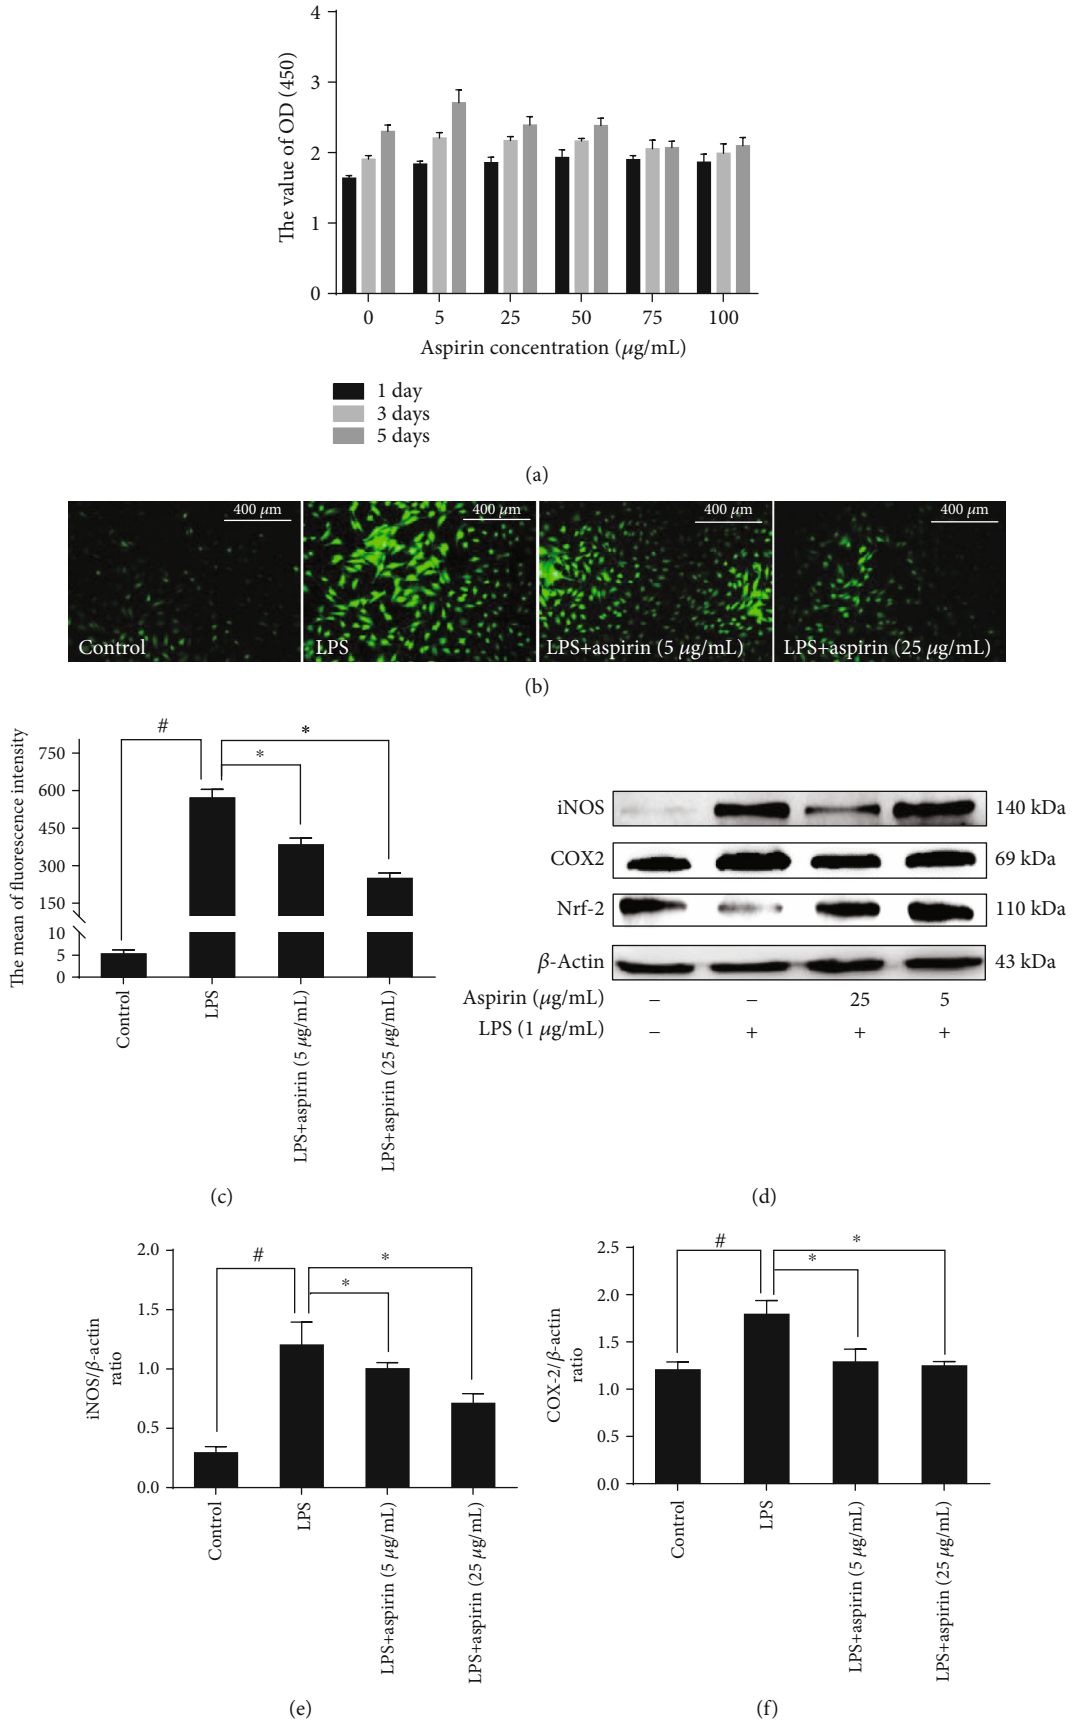 4
3
2
1
0
The value of OD (450)
0 5 25 50 75 100
Aspirin concentration (μg/mL)
1 day
3 days
5 days
(a)
400 μm 400 μm 400 μm 400 μm
Control LPS LPS+aspirin (5 μg/mL) LPS+aspirin (25 μg/mL)
(b)
# * *
750
600
450
300
150
10
5
0
The mean of fluorescence intensity
Control
LPS
LPS+aspirin (5 μg/mL)
LPS+aspirin (25 μg/mL)
(c)
iNOS 140 kDa
COX2 69 kDa
Nrf-2 110 kDa
β-Actin 43 kDa
Aspirin (μg/mL) – – 25 5
LPS (1 μg/mL) – + + +
(d)
2.0
1.5
1.0
0.5
0.0
iNOS/β-actin
ratio
# * *
Control
LPS
LPS+aspirin (5 μg/mL)
LPS+aspirin (25 μg/mL)
(e)
2.5
2.0
1.5
1.0
0.5
0.0
COX-2/β-actin
ratio
# * *
Control
LPS
LPS+aspirin (5 μg/mL)
LPS+aspirin (25 μg/mL)
(f)